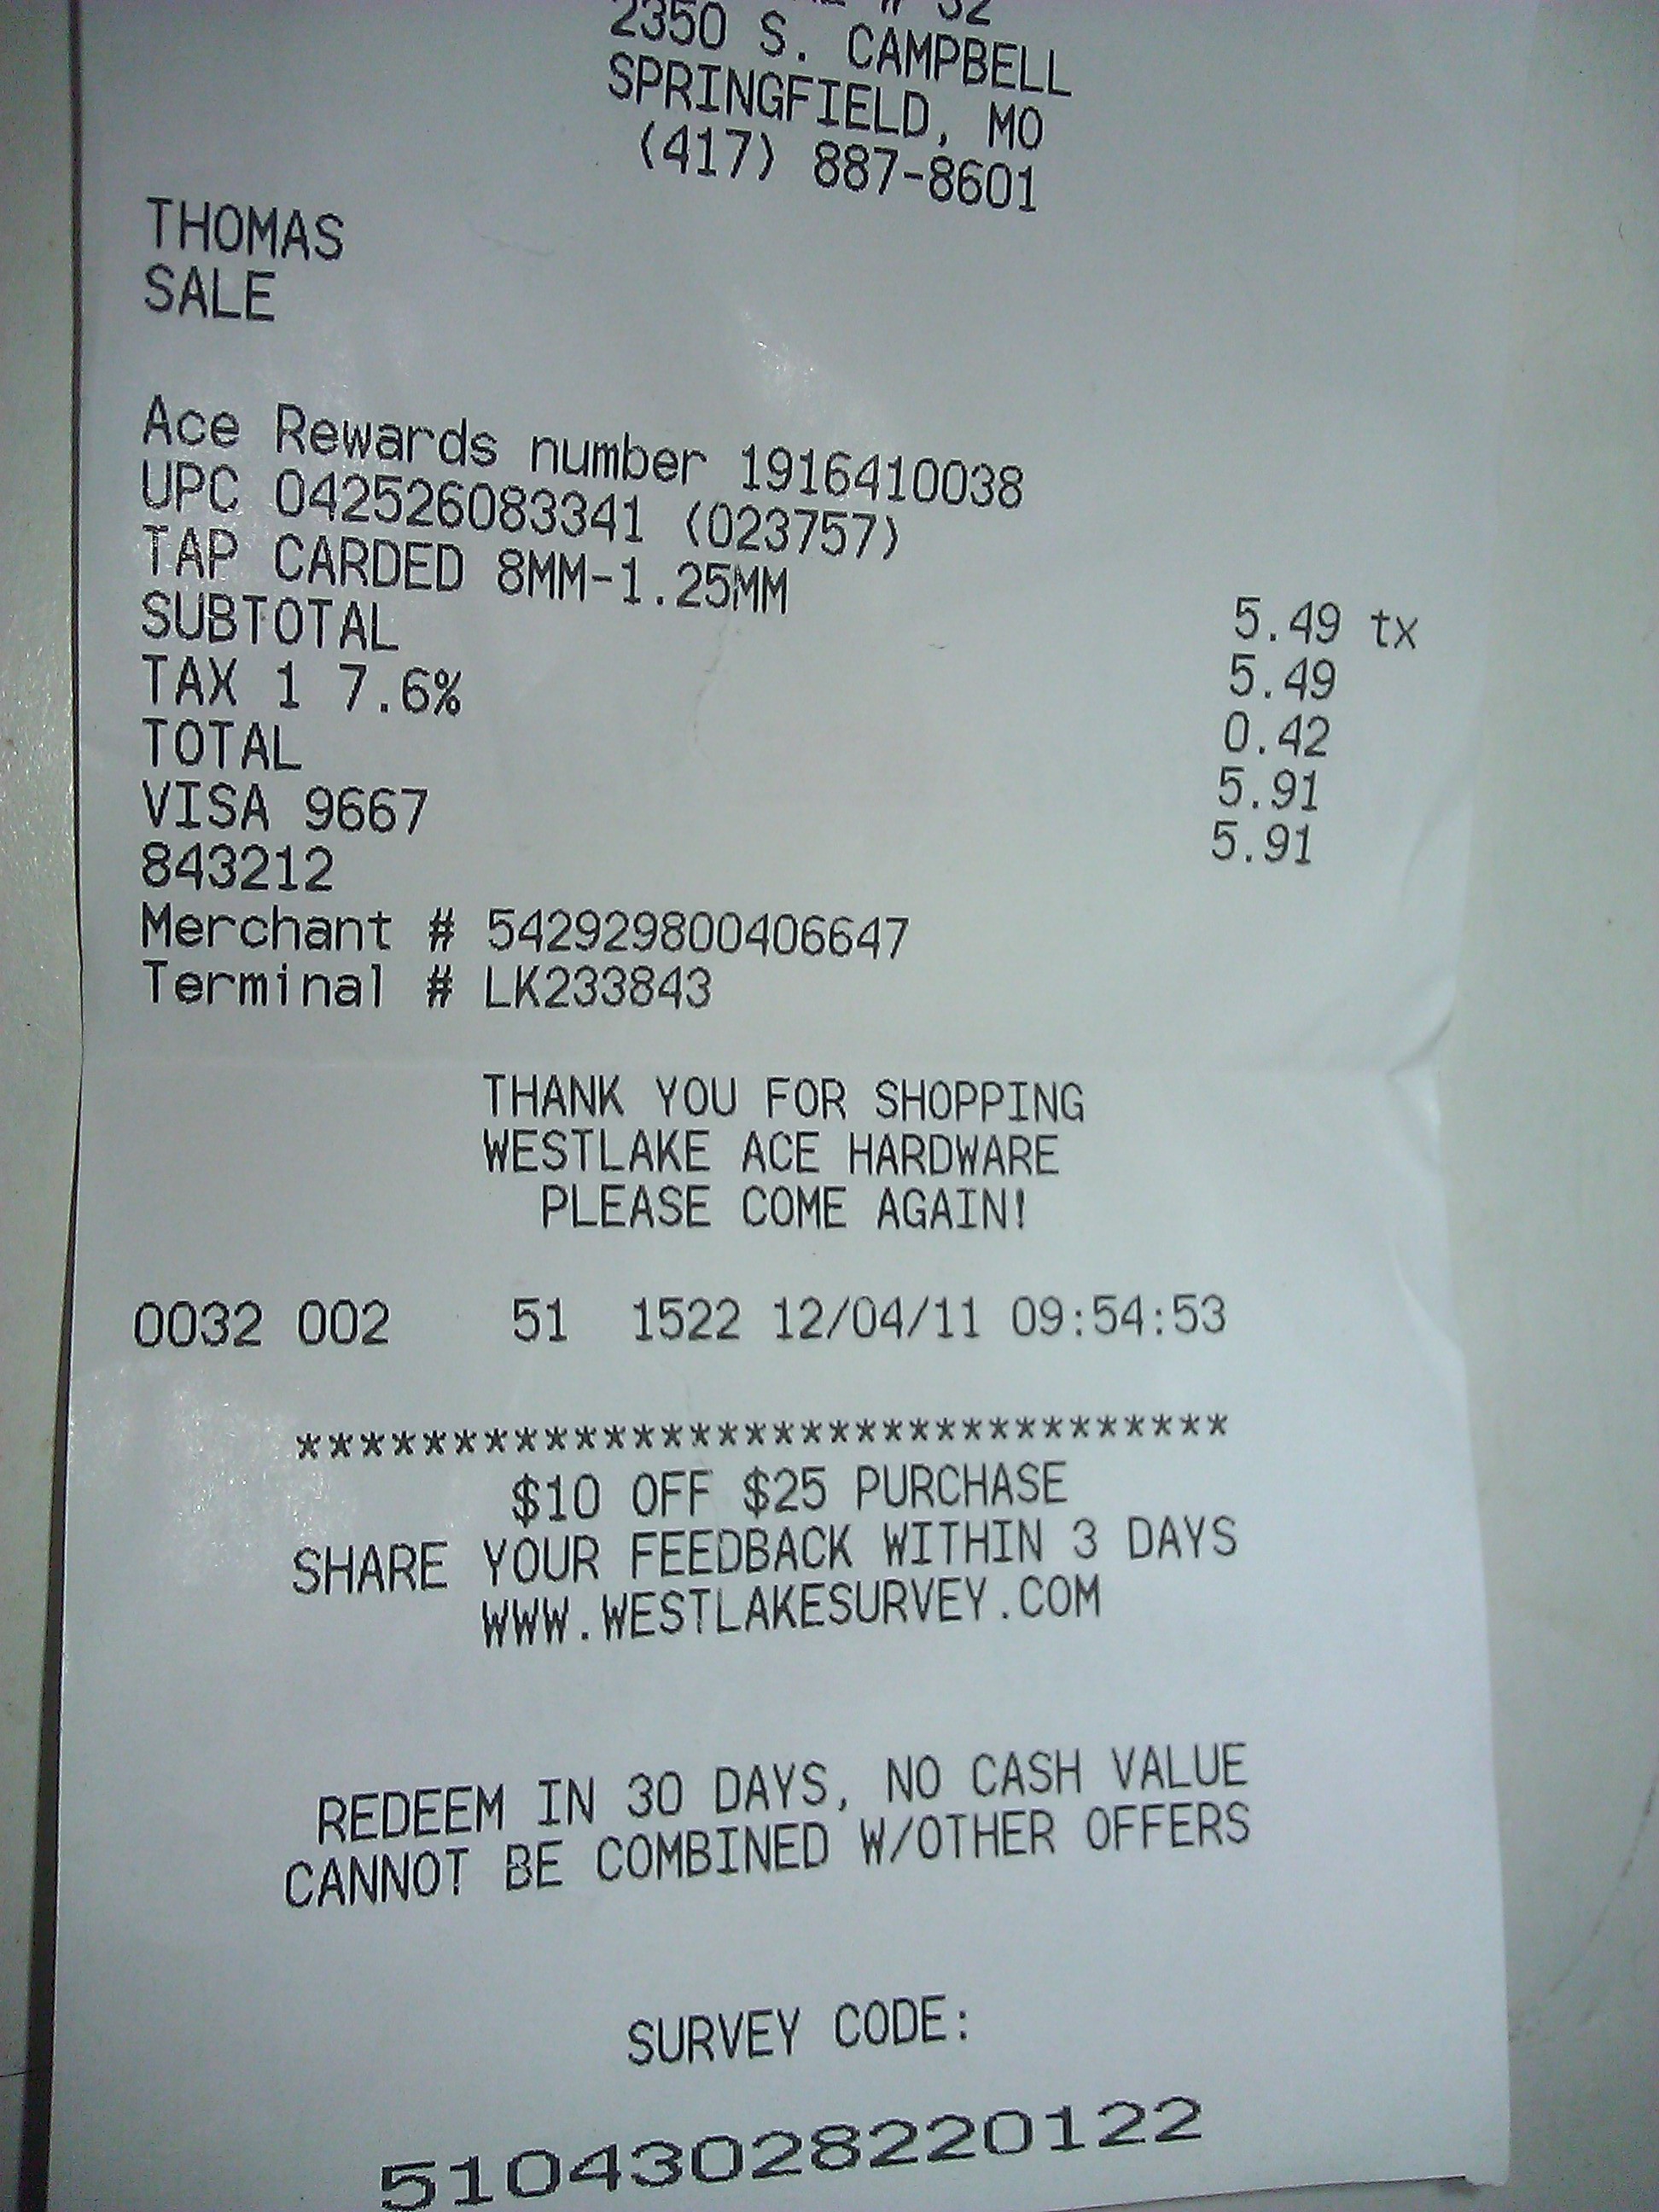 # 32
2350 S. CAMPBELL
SPRINGFIELD, MO
(417) 887-8601
THOMAS
SALE
Ace Rewards number 1916410038
UPC 042526083341 (023757)
TAP CARDED 8MM-1.25MM 5.49 tx
SUBTOTAL 5.49
TAX 1 7.6% 0.42
TOTAL 5.91
VISA 9667 5.91
843212
Merchant # 542929800406647
Terminal # LK233843
THANK YOU FOR SHOPPING
WESTLAKE ACE HARDWARE
PLEASE COME AGAIN!
0032 002 51 1522 12/04/11 09:54:53
*******************************
$10 OFF $25 PURCHASE
SHARE YOUR FEEDBACK WITHIN 3 DAYS
WWW.WESTLAKESURVEY.COM
REDEEM IN 30 DAYS, NO CASH VALUE
CANNOT BE COMBINED W/OTHER OFFERS
SURVEY CODE:
51043028220122